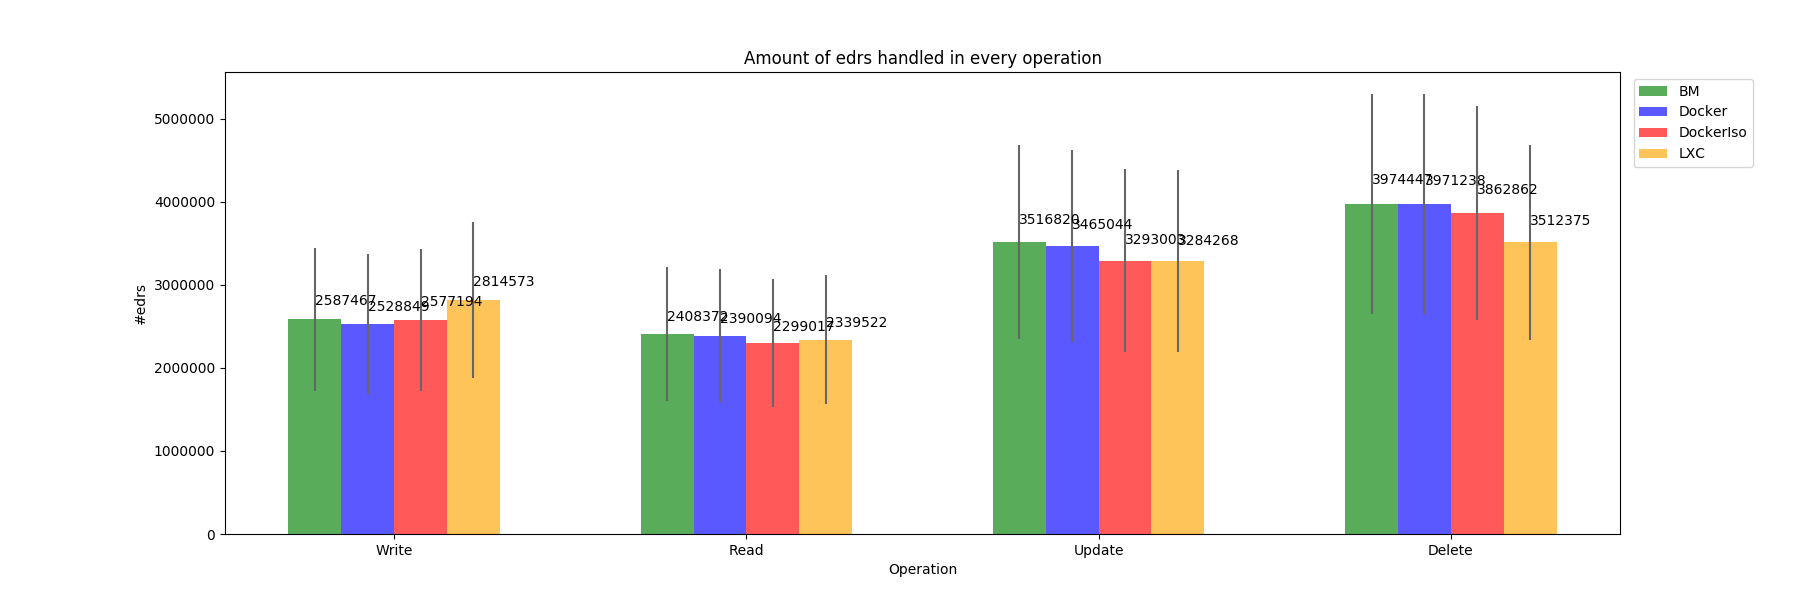 Amount of edrs handled in every operation
BM
Docker
DockerIso
LXC
#edrs
5000000
4000000
3000000
2000000
1000000
0
2587467
2528849
2577194
2814573
2408372
2390094
2299017
2339522
3516820
3465044
3293003
3284268
3974447
3971238
3862862
3512375
Write
Read
Update
Delete
Operation